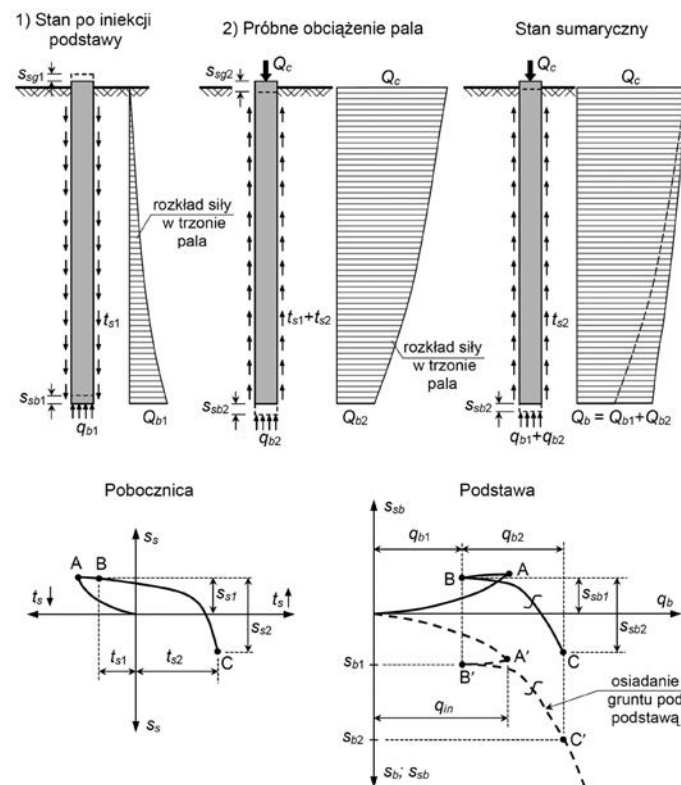 1) Stan po iniekcji
podstawy
2) Próbne obciążenie pala
Stan sumaryczny
s_sg1
s_sg2
Q_c
Q_c
Q_c
Q_c
rozkład siły
w trzonie
pala
t_s1
t_s1+t_s2
t_s2
rozkład siły
w trzonie
pala
s_sb1
q_b1
Q_b1
s_sb2
q_b2
Q_b2
s_sb2
q_b1+q_b2
Q_b = Q_b1+Q_b2
Pobocznica
s_s
A
B
t_s
t_s
s_s1
s_s2
t_s1
t_s2
C
s_s
Podstawa
s_sb
q_b1
q_b2
A
B
s_sb1
q_b
s_sb2
C
s_b1
A'
B'
q_in
osiadanie
gruntu pod
podstawą
s_b2
C'
s_b; s_sb